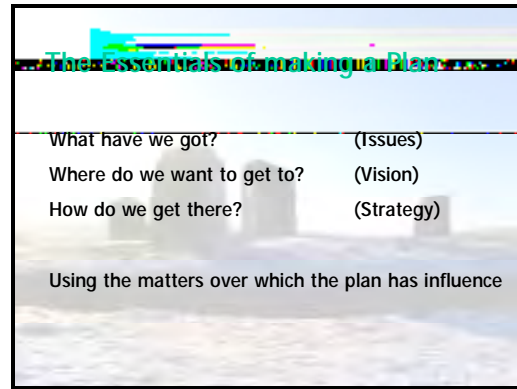 The Essentials of making a Plan
What have we got? (Issues)
Where do we want to get to? (Vision)
How do we get there? (Strategy)
Using the matters over which the plan has influence